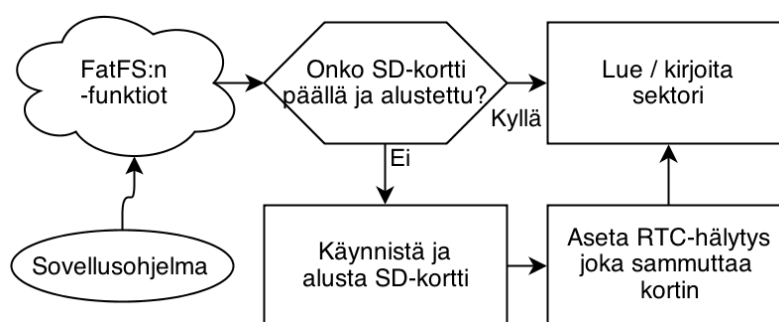 FatFS:n
-funktiot
Onko SD-kortti
päällä ja alustettu?
Kyllä
Lue / kirjoita
sektori
Ei
Sovellusohjelma
Käynnistä ja
alusta SD-kortti
Aseta RTC-hälytys
joka sammuttaa
kortin